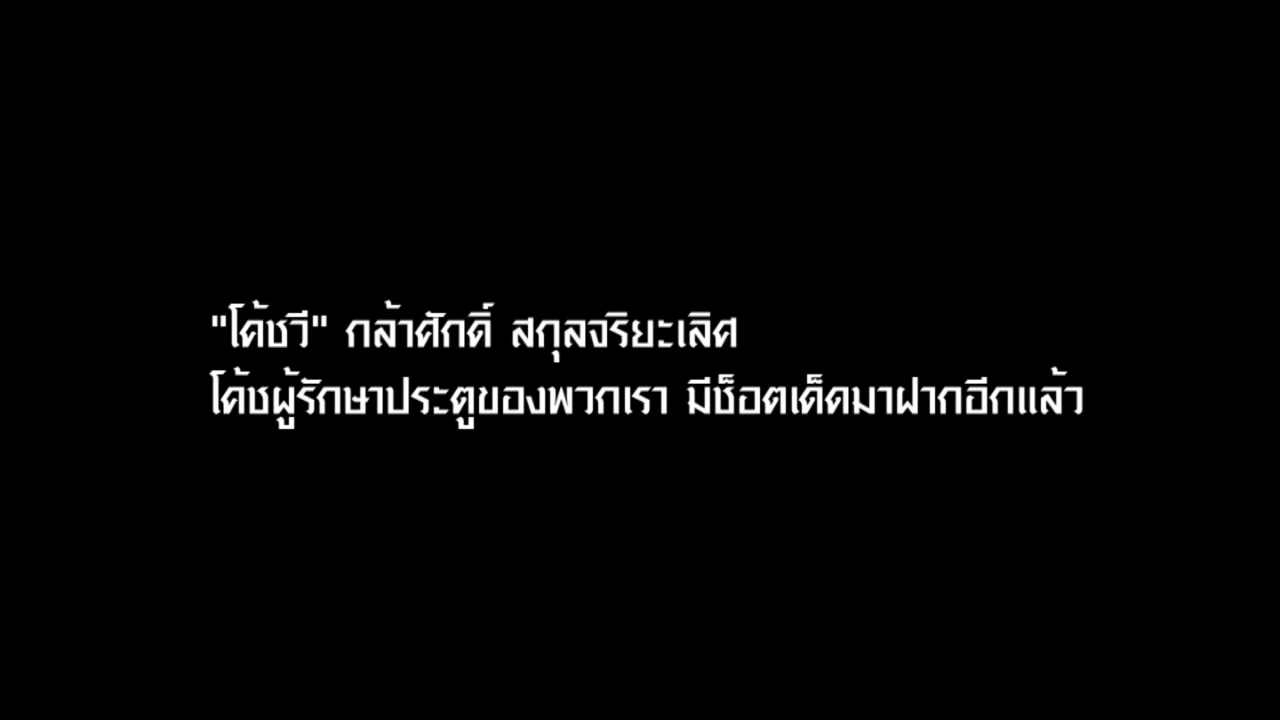 "โค้ชวี" กล้าศักดิ์ สกุลจริยะเลิศ
โค้ชผู้รักษาประตูของพวกเรา มีช็อตเด็ดมาฝากอีกแล้ว